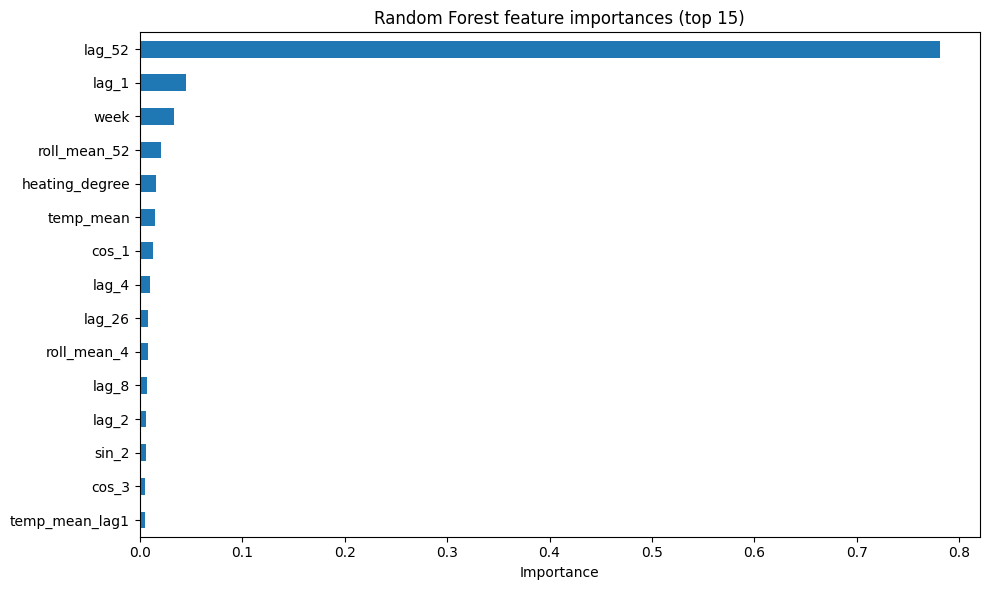 Random Forest feature importances (top 15)
lag_52
lag_1
week
roll_mean_52
heating_degree
temp_mean
cos_1
lag_4
lag_26
roll_mean_4
lag_8
lag_2
sin_2
cos_3
temp_mean_lag1
0.0 0.1 0.2 0.3 0.4 0.5 0.6 0.7 0.8
Importance